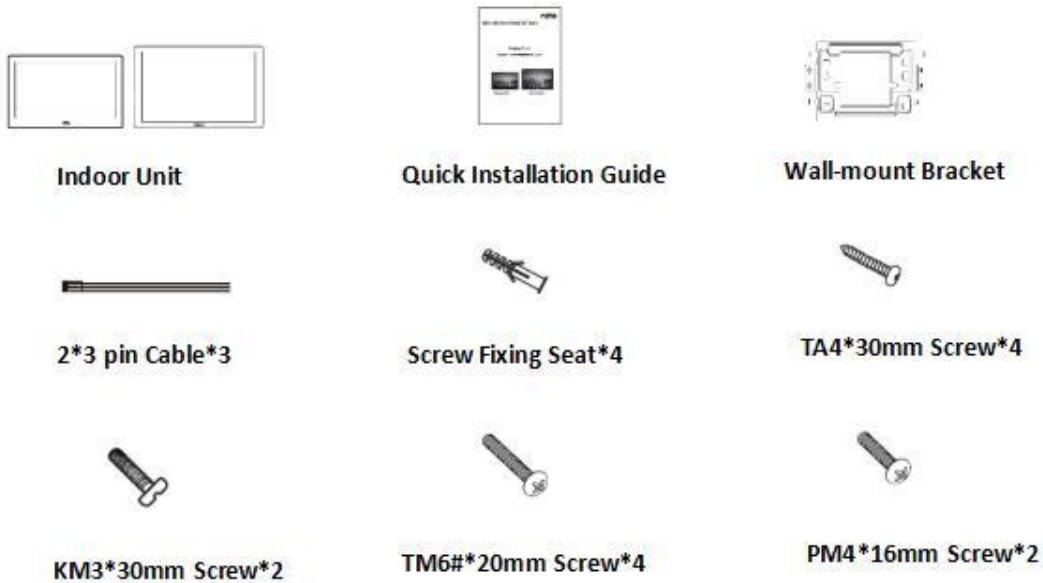 Indoor Unit
Quick Installation Guide
Wall-mount Bracket
2*3 pin Cable*3
Screw Fixing Seat*4
TA4*30mm Screw*4
KM3*30mm Screw*2
TM6#*20mm Screw*4
PM4*16mm Screw*2